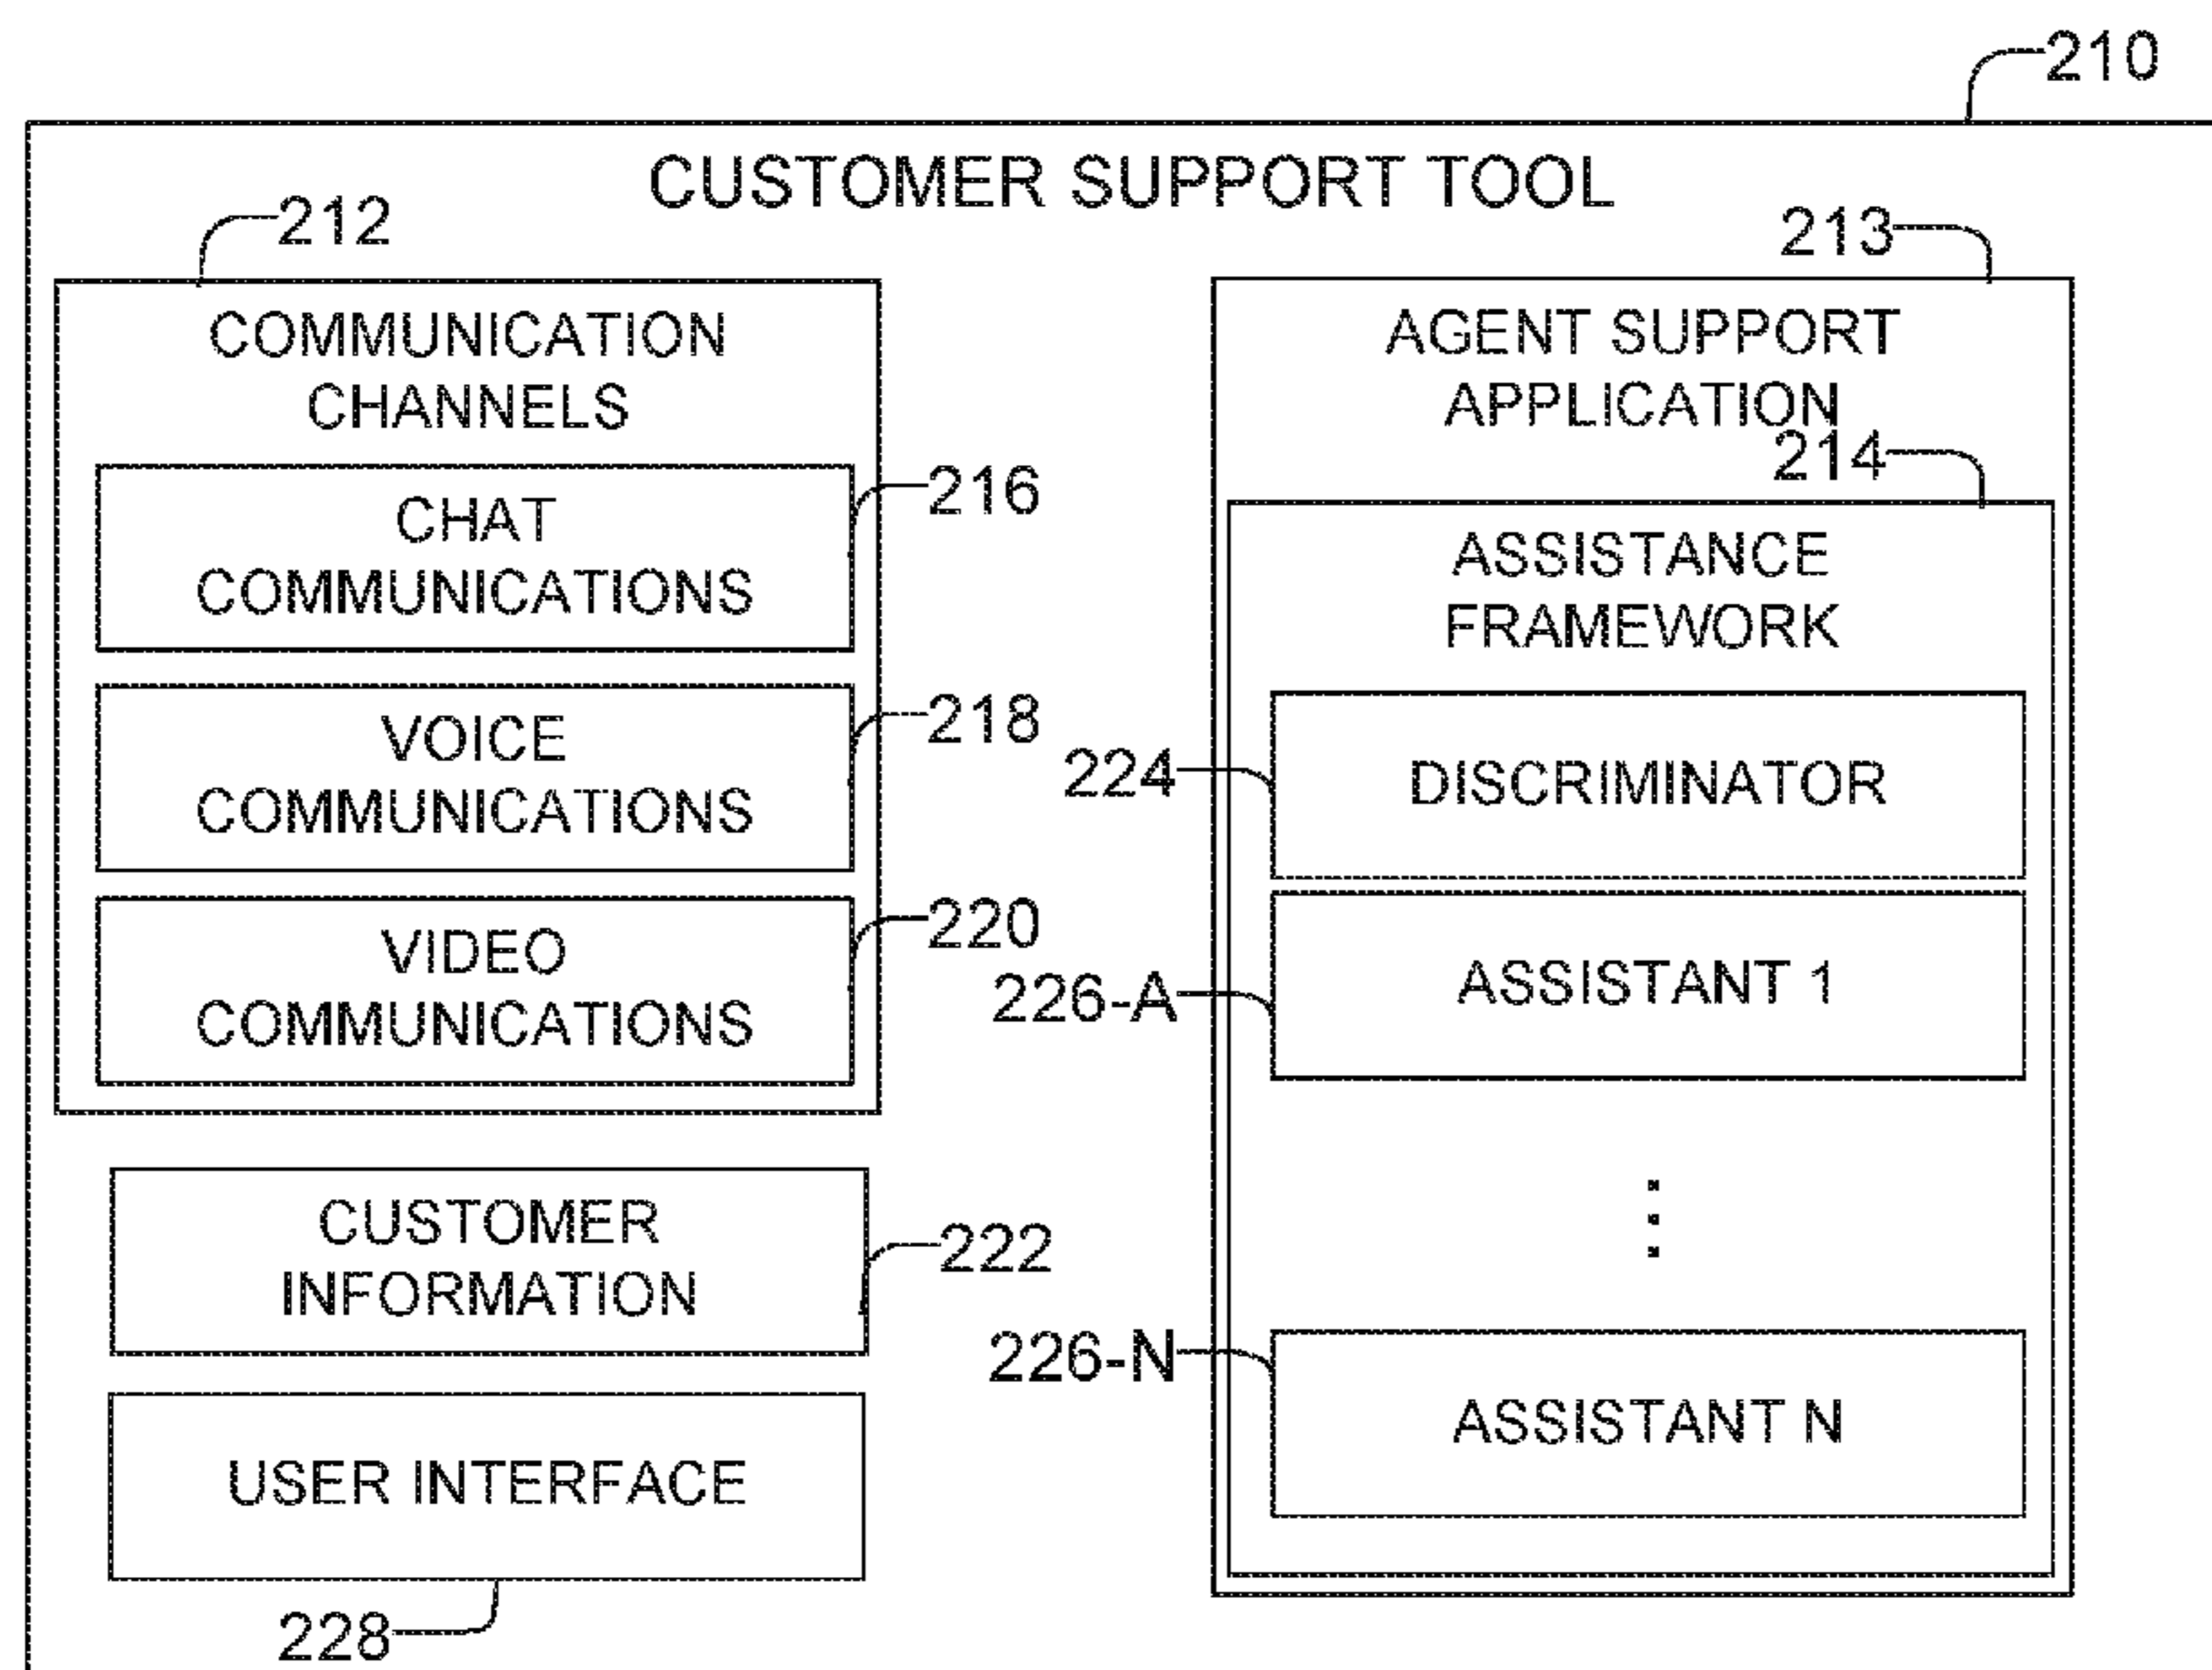 210
CUSTOMER SUPPORT TOOL
212
COMMUNICATION
CHANNELS
CHAT
COMMUNICATIONS
216
VOICE
COMMUNICATIONS
218
VIDEO
COMMUNICATIONS
220
CUSTOMER
INFORMATION
222
USER INTERFACE
228
213
AGENT SUPPORT
APPLICATION
214
ASSISTANCE
FRAMEWORK
224
DISCRIMINATOR
226-A
ASSISTANT 1
226-N
ASSISTANT N